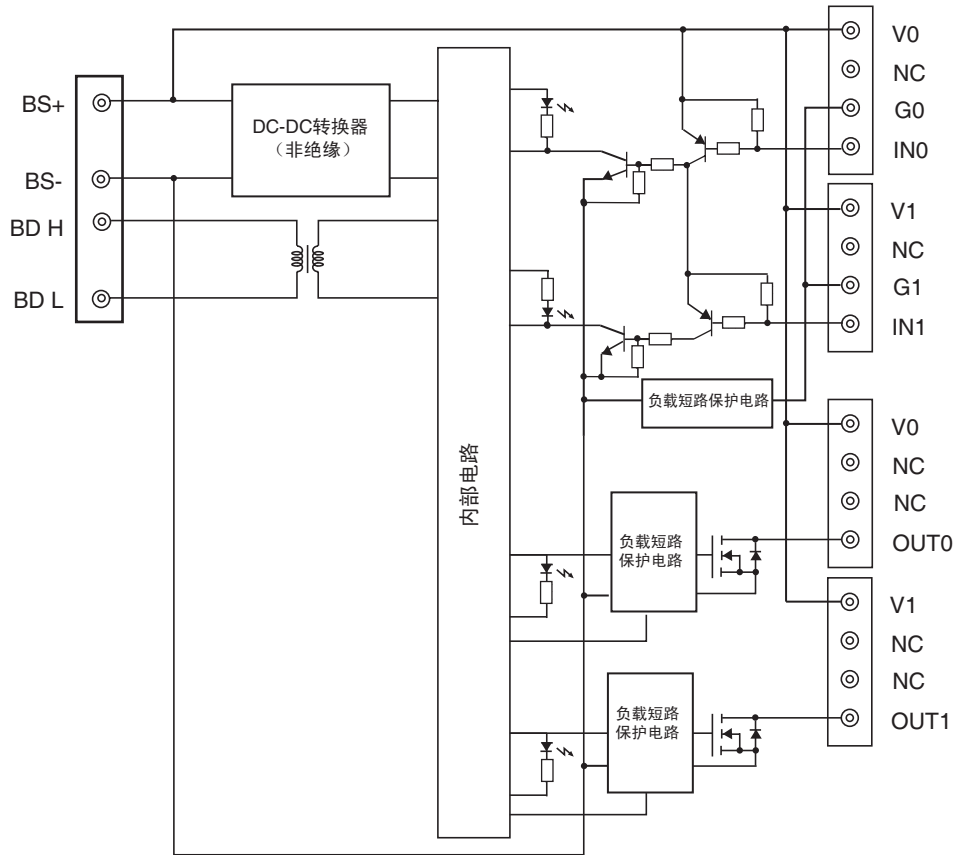 BS+
BS-
BD H
BD L
DC-DC转换器
（非绝缘）
内部电路
V0
NC
G0
IN0
V1
NC
G1
IN1
负载短路保护电路
V0
NC
NC
OUT0
负载短路
保护电路
V1
NC
NC
OUT1
负载短路
保护电路